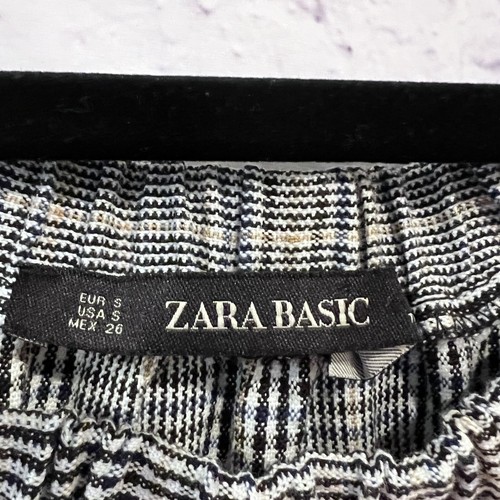 EUR S
USA S
MEX 26
ZARA BASIC